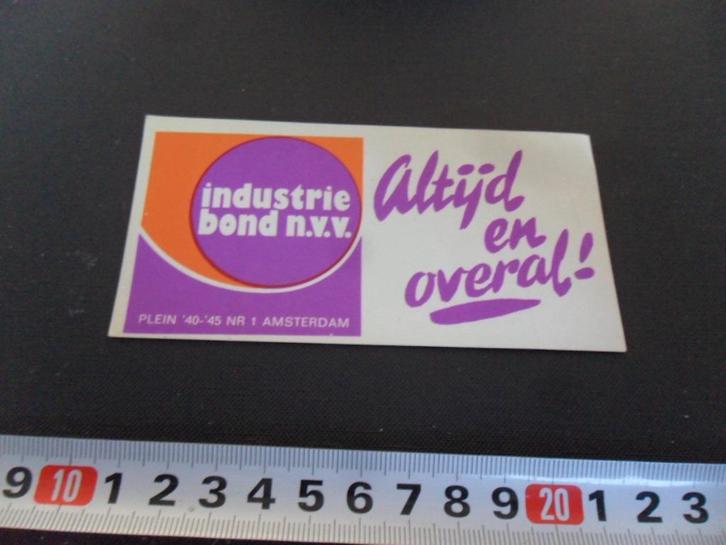 industrie
bond n.v.v.
PLEIN '40-'45 NR 1 AMSTERDAM
Altijd
en
overal!
9 10 1 2 3 4 5 6 7 8 9 20 1 2 3